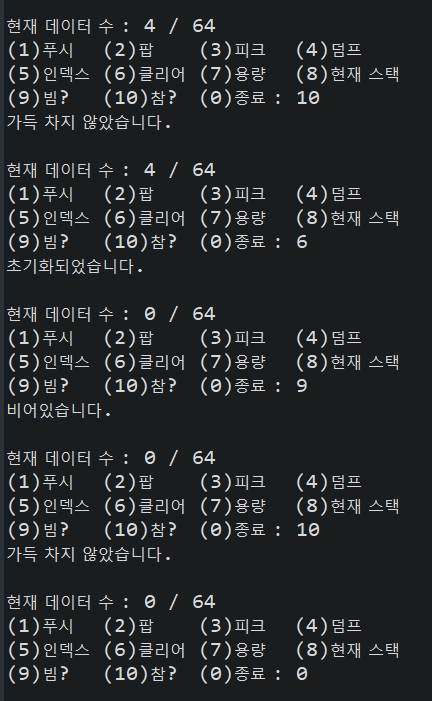 현재 데이터 수 : 4 / 64
(1)푸시 (2)팝 (3)피크 (4)덤프
(5)인덱스 (6)클리어 (7)용량 (8)현재 스택
(9)빔? (10)참? (0)종료 : 10
가득 차지 않았습니다.
현재 데이터 수 : 4 / 64
(1)푸시 (2)팝 (3)피크 (4)덤프
(5)인덱스 (6)클리어 (7)용량 (8)현재 스택
(9)빔? (10)참? (0)종료 : 6
초기화되었습니다.
현재 데이터 수 : 0 / 64
(1)푸시 (2)팝 (3)피크 (4)덤프
(5)인덱스 (6)클리어 (7)용량 (8)현재 스택
(9)빔? (10)참? (0)종료 : 9
비어있습니다.
현재 데이터 수 : 0 / 64
(1)푸시 (2)팝 (3)피크 (4)덤프
(5)인덱스 (6)클리어 (7)용량 (8)현재 스택
(9)빔? (10)참? (0)종료 : 10
가득 차지 않았습니다.
현재 데이터 수 : 0 / 64
(1)푸시 (2)팝 (3)피크 (4)덤프
(5)인덱스 (6)클리어 (7)용량 (8)현재 스택
(9)빔? (10)참? (0)종료 : 0